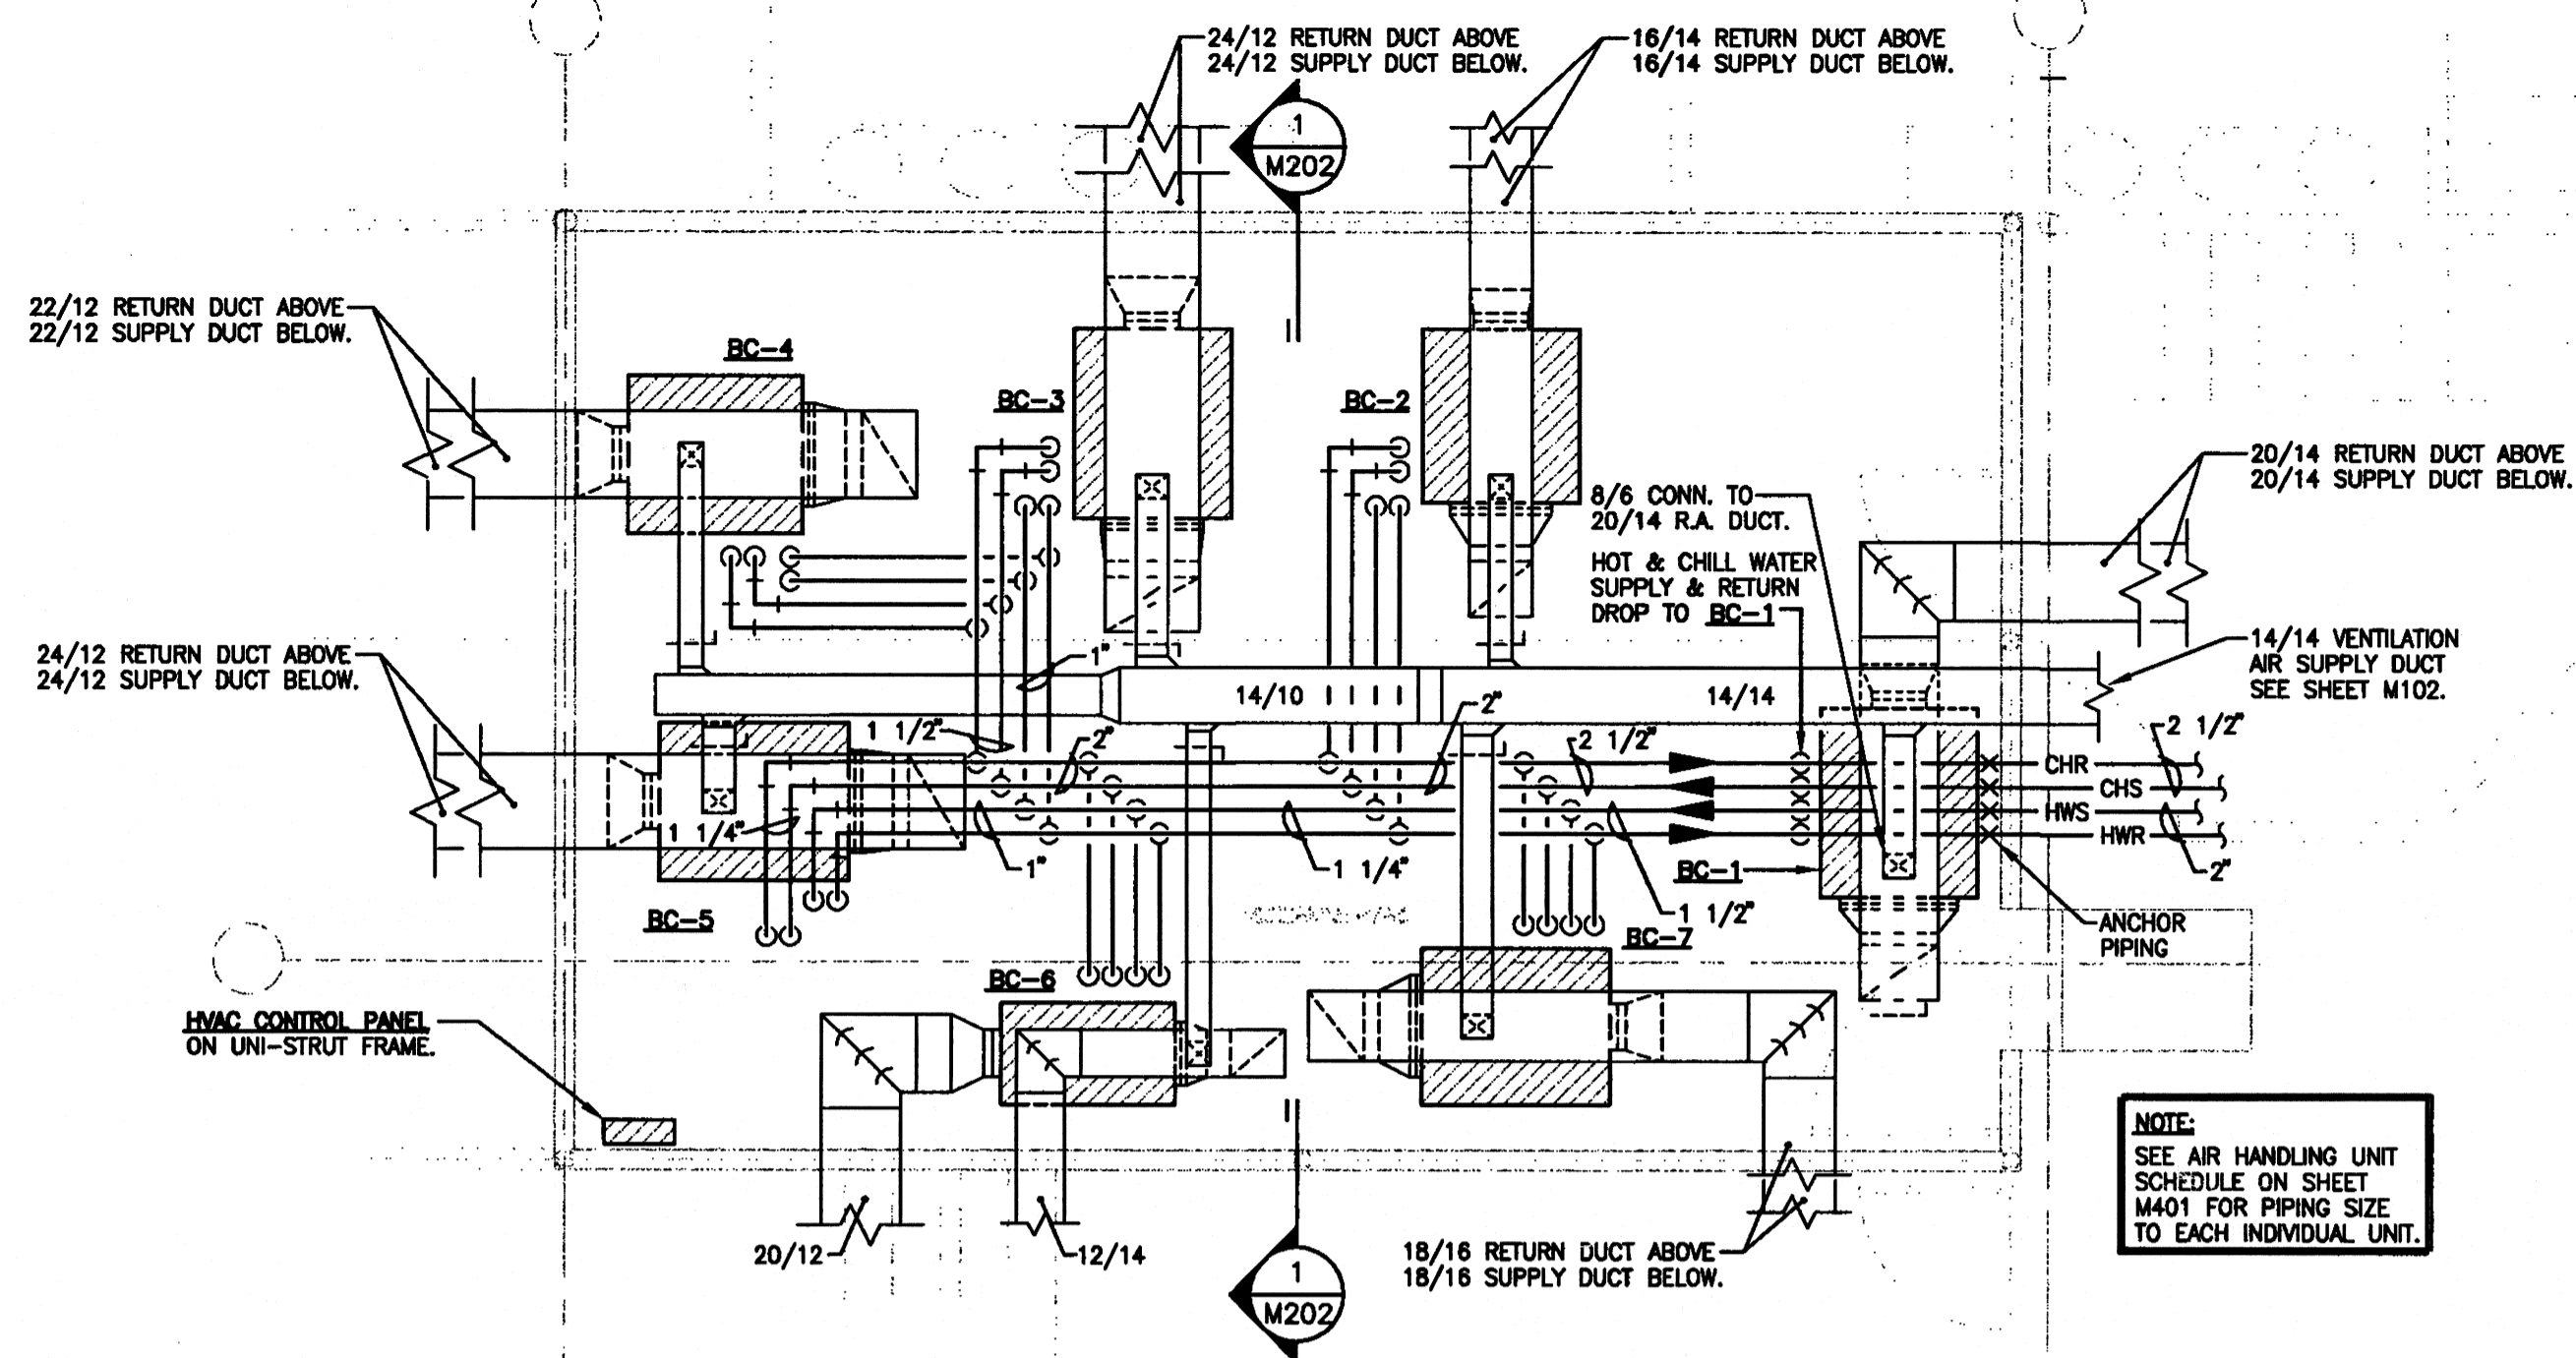 24/12 RETURN DUCT ABOVE
24/12 SUPPLY DUCT BELOW.
16/14 RETURN DUCT ABOVE
16/14 SUPPLY DUCT BELOW.
1
M202
22/12 RETURN DUCT ABOVE
22/12 SUPPLY DUCT BELOW.
BC-4
BC-3
BC-2
20/14 RETURN DUCT ABOVE
20/14 SUPPLY DUCT BELOW.
8/6 CONN. TO
20/14 R.A. DUCT.
HOT & CHILL WATER
SUPPLY & RETURN
DROP TO BC-1
24/12 RETURN DUCT ABOVE
24/12 SUPPLY DUCT BELOW.
14/14 VENTILATION
AIR SUPPLY DUCT
SEE SHEET M102.
1"
14/10
14/14
2"
1 1/2"
2"
2 1/2"
2 1/2"
CHR
CHS
HWS
HWR
1 1/4"
1"
1 1/4"
1 1/2"
2"
BC-1
BC-5
BC-7
ANCHOR
PIPING
BC-6
HVAC CONTROL PANEL
ON UNI-STRUT FRAME.
NOTE:
SEE AIR HANDLING UNIT
SCHEDULE ON SHEET
M401 FOR PIPING SIZE
TO EACH INDIVIDUAL UNIT.
20/12
12/14
18/16 RETURN DUCT ABOVE
18/16 SUPPLY DUCT BELOW.
1
M202